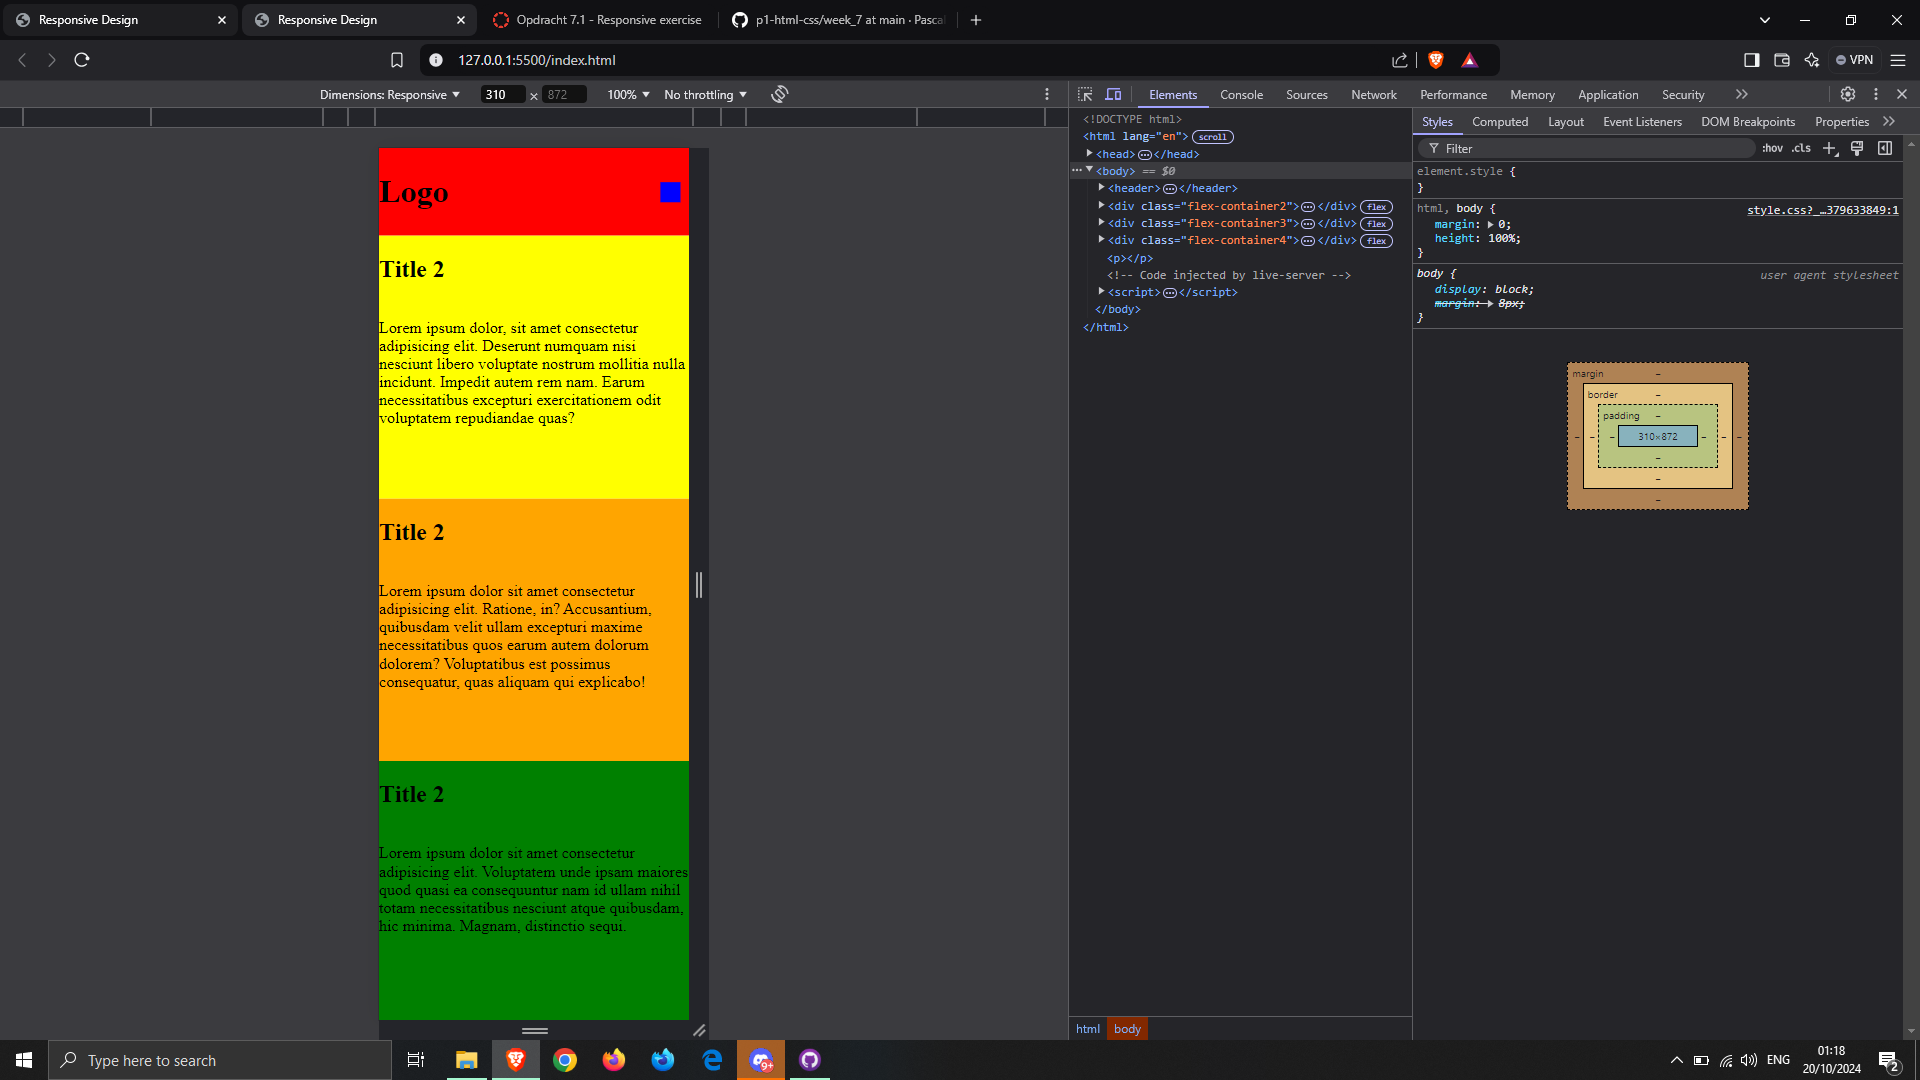 Responsive Design
Responsive Design
Opdracht 7.1 - Responsive exercise
p1-html-css/week_7 at main · Pascal
127.0.0.1:5500/index.html
VPN
Dimensions: Responsive
310
×
872
100%
No throttling
Elements
Console
Sources
Network
Performance
Memory
Application
Security
<!DOCTYPE html>
<html lang="en">
scroll
<head>
</head>
<body> == $0
<header>
</header>
<div class="flex-container2">
</div>
flex
<div class="flex-container3">
</div>
flex
<div class="flex-container4">
</div>
flex
<p></p>
<!-- Code injected by live-server -->
<script>
</script>
</body>
</html>
html
body
Styles
Computed
Layout
Event Listeners
DOM Breakpoints
Properties
Filter
:hov
.cls
element.style {
}
html, body {
style.css?_…379633849:1
margin: 0;
height: 100%;
}
body {
user agent stylesheet
display: block;
margin: 8px;
}
margin
–
border
–
padding
–
–
–
–
310×872
–
–
–
–
–
–
Logo
Title 2
Lorem ipsum dolor, sit amet consectetur
adipisicing elit. Deserunt numquam nisi
nesciunt libero voluptate nostrum mollitia nulla
incidunt. Impedit autem rem nam. Earum
necessitatibus excepturi exercitationem odit
voluptatem repudiandae quas?
Title 2
Lorem ipsum dolor sit amet consectetur
adipisicing elit. Ratione, in? Accusantium,
quibusdam velit ullam excepturi maxime
necessitatibus quos earum autem dolorum
dolorem? Voluptatibus est possimus
consequatur, quas aliquam qui explicabo!
Title 2
Lorem ipsum dolor sit amet consectetur
adipisicing elit. Voluptatem unde ipsam maiores
quod quasi ea consequuntur nam id ullam nihil
totam necessitatibus nesciunt atque quibusdam,
hic minima. Magnam, distinctio sequi.
Type here to search
9+
ENG
01:18
20/10/2024
2